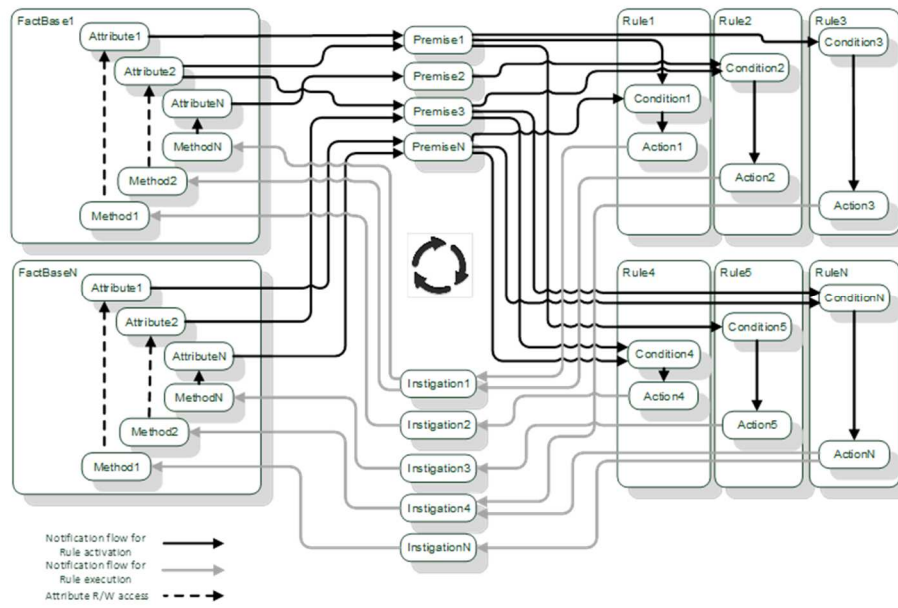 FactBase1
Attribute1
Attribute2
AttributeN
MethodN
Method2
Method1
Premise1
Premise2
Premise3
PremiseN
Rule1
Condition1
Action1
Rule2
Condition2
Action2
Rule3
Condition3
Action3
FactBaseN
Attribute1
Attribute2
AttributeN
MethodN
Method2
Method1
Instigation1
Instigation2
Instigation3
Instigation4
InstigationN
Rule4
Condition4
Action4
Rule5
Condition5
Action5
RuleN
ConditionN
ActionN
Notification flow for
Rule activation
Notification flow for
Rule execution
Attribute R/W access